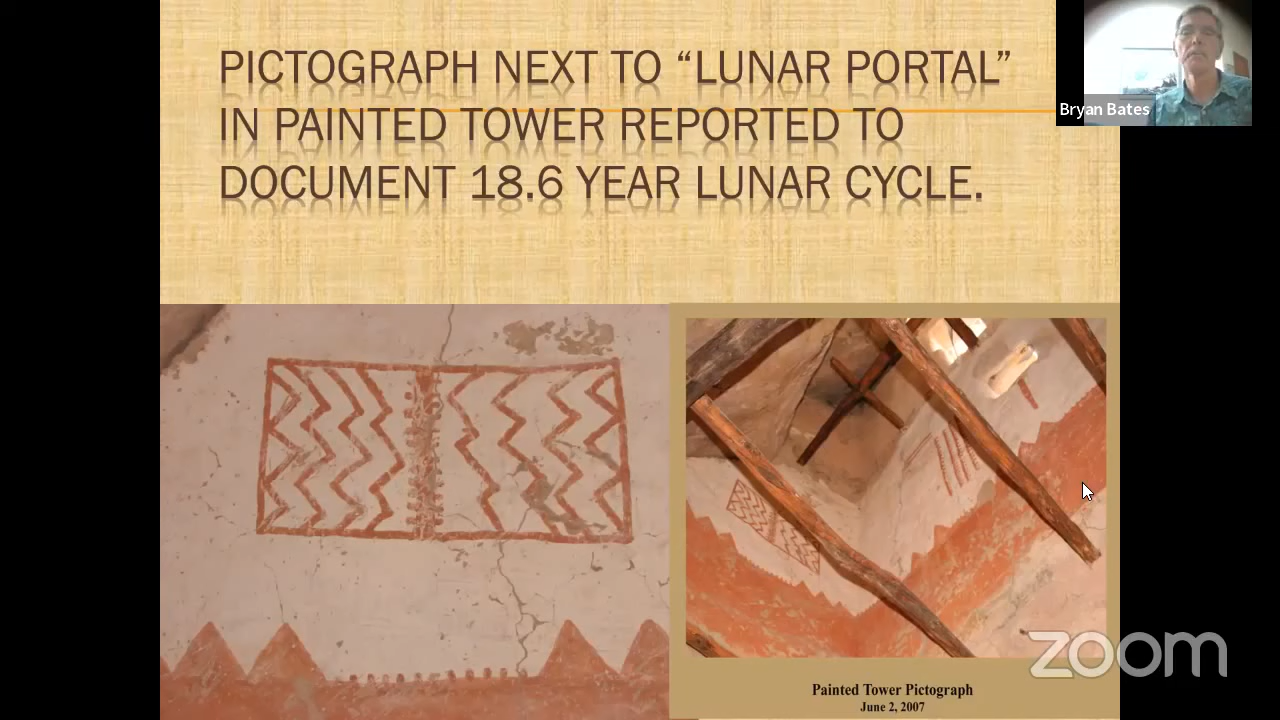 PICTOGRAPH NEXT TO “LUNAR PORTAL”
IN PAINTED TOWER REPORTED TO
DOCUMENT 18.6 YEAR LUNAR CYCLE.
Bryan Bates
zoom
Painted Tower Pictograph
June 2, 2007